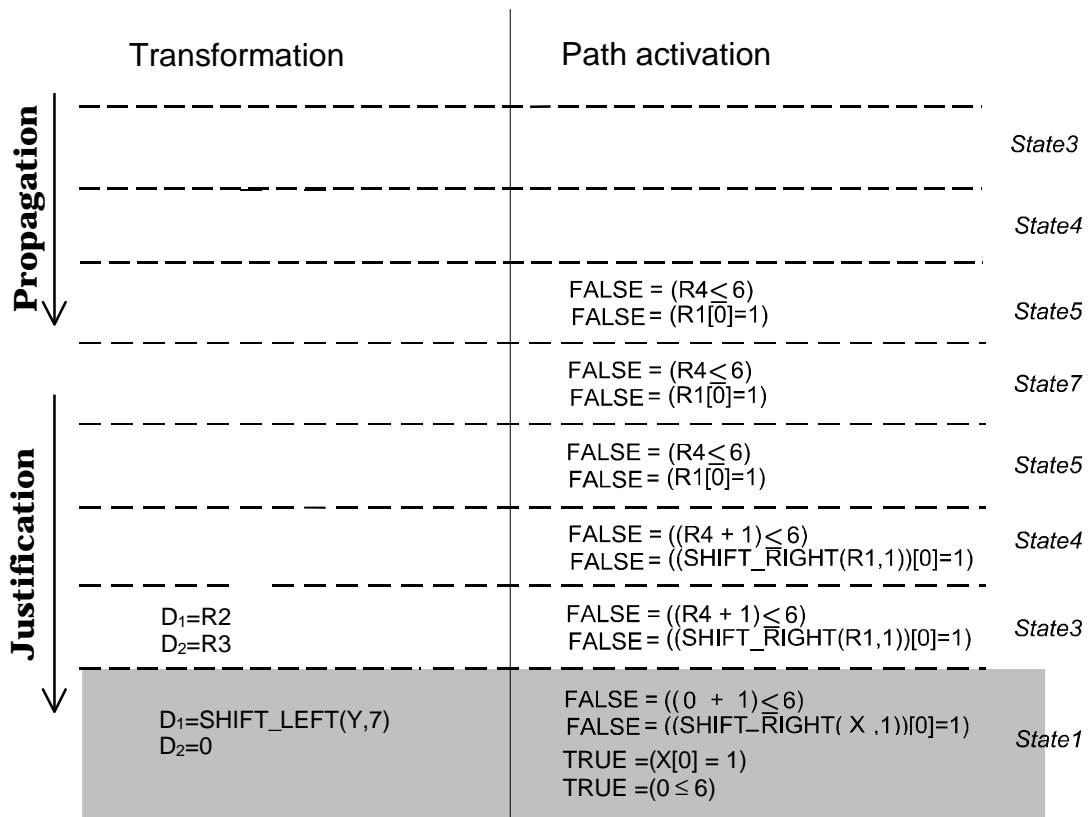 Transformation
Path activation
Propagation
Justification
State3
State4
FALSE = (R4≤6)
FALSE = (R1[0]=1)
State5
FALSE = (R4≤6)
FALSE = (R1[0]=1)
State7
FALSE = (R4≤6)
FALSE = (R1[0]=1)
State5
FALSE = ((R4 + 1)≤6)
FALSE = ((SHIFT_RIGHT(R1,1))[0]=1)
State4
D₁=R2
D₂=R3
FALSE = ((R4 + 1)≤6)
FALSE = ((SHIFT_RIGHT(R1,1))[0]=1)
State3
D₁=SHIFT_LEFT(Y,7)
D₂=0
FALSE = ((0 + 1)≤6)
FALSE = ((SHIFT_RIGHT( X ,1))[0]=1)
TRUE =(X[0] = 1)
TRUE =(0 ≤ 6)
State1